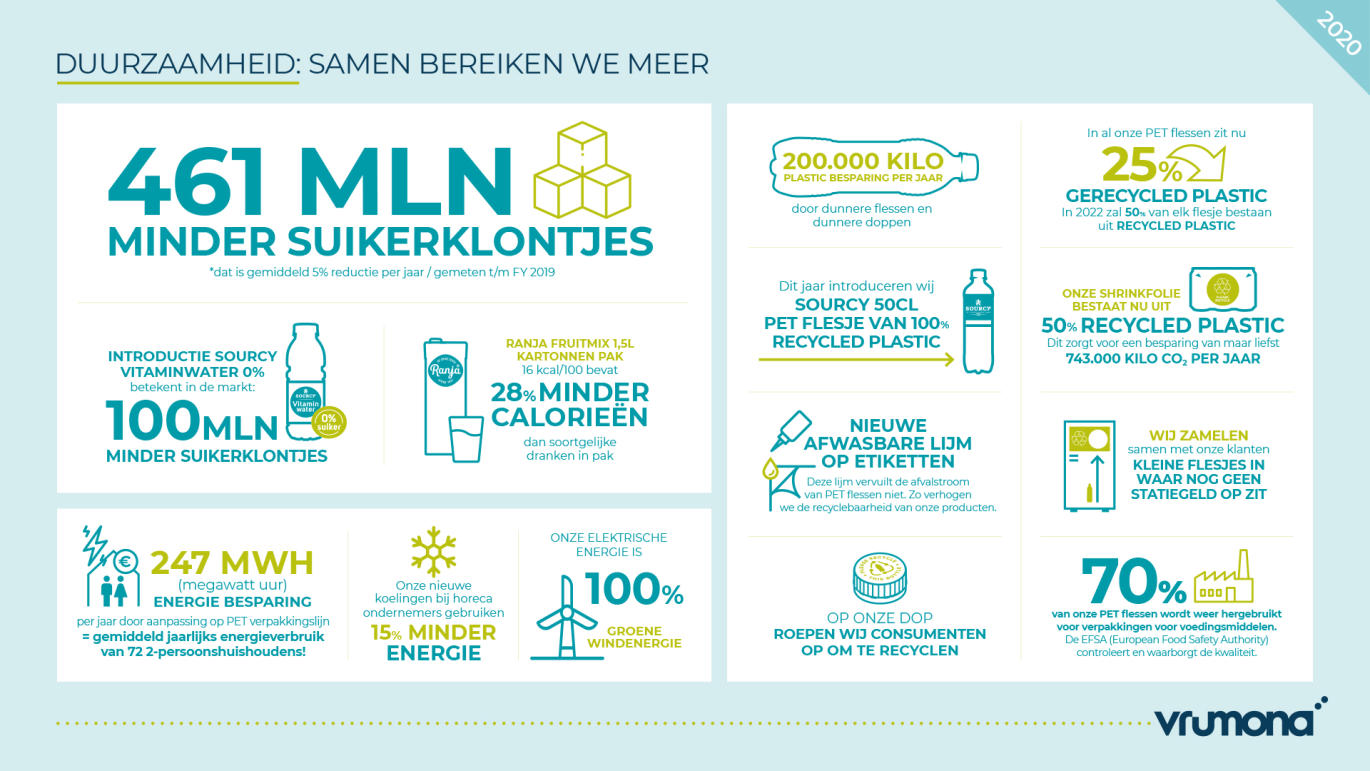 2020
DUURZAAMHEID: SAMEN BEREIKEN WE MEER
461 MLN
MINDER SUIKERKLONTJES
*dat is gemiddeld 5% reductie per jaar / gemeten t/m FY 2019
INTRODUCTIE SOURCY
VITAMINWATER 0%
betekent in de markt:
100 MLN
MINDER SUIKERKLONTJES
SOURCY
Vitamin
water
0%
suiker
Ranja
RANJA FRUITMIX 1,5L
KARTONNEN PAK
16 kcal/100 bevat
28% MINDER
CALORIEËN
dan soortgelijke
dranken in pak
€
247 MWH
(megawatt uur)
ENERGIE BESPARING
per jaar door aanpassing op PET verpakkingslijn
= gemiddeld jaarlijks energieverbruik
van 72 2-persoonshuishoudens!
Onze nieuwe
koelingen bij horeca
ondernemers gebruiken
15% MINDER
ENERGIE
ONZE ELEKTRISCHE
ENERGIE IS
100%
GROENE
WINDENERGIE
200.000 KILO
PLASTIC BESPARING PER JAAR
door dunnere flessen en
dunnere doppen
In al onze PET flessen zit nu
25%
GERECYCLED PLASTIC
In 2022 zal 50% van elk flesje bestaan
uit RECYCLED PLASTIC
Dit jaar introduceren wij
SOURCY 50CL
PET FLESJE VAN 100%
RECYCLED PLASTIC
SOURCY
ONZE SHRINKFOLIE
BESTAAT NU UIT
50% RECYCLED PLASTIC
Dit zorgt voor een besparing van maar liefst
743.000 KILO CO₂ PER JAAR
NIEUWE
AFWASBARE LIJM
OP ETIKETTEN
Deze lijm vervuilt de afvalstroom
van PET flessen niet. Zo verhogen
we de recyclebaarheid van onze producten.
WIJ ZAMELEN
samen met onze klanten
KLEINE FLESJES IN
WAAR NOG GEEN
STATIEGELD OP ZIT
OP ONZE DOP
ROEPEN WIJ CONSUMENTEN
OP OM TE RECYCLEN
70%
van onze PET flessen wordt weer hergebruikt
voor verpakkingen voor voedingsmiddelen.
De EFSA (European Food Safety Authority)
controleert en waarborgt de kwaliteit.
vrumona